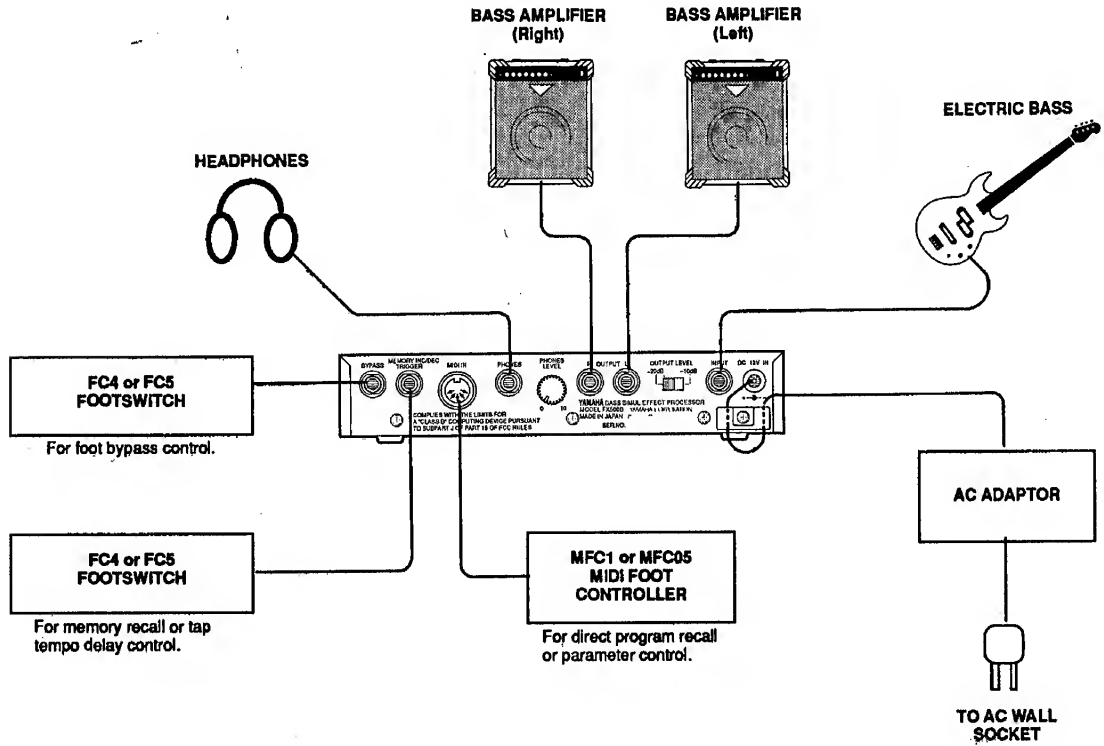 BASS AMPLIFIER
(Right)
BASS AMPLIFIER
(Left)
ELECTRIC BASS
HEADPHONES
BYPASS
MEMORY INC/DEC
TRIGGER
MIDI IN
PHONES
PHONES
LEVEL
0 10
R OUTPUT L
OUTPUT LEVEL
-20dB -10dB
INPUT
DC 12V IN
YAMAHA BASS SIMUL EFFECT PROCESSOR
MODEL FX500B YAMAHA CORPORATION
MADE IN JAPAN
SER.NO.
COMPLIES WITH THE LIMITS FOR
A "CLASS B" COMPUTING DEVICE PURSUANT
TO SUBPART J OF PART 15 OF FCC RULES
FC4 or FC5
FOOTSWITCH
For foot bypass control.
FC4 or FC5
FOOTSWITCH
For memory recall or tap
tempo delay control.
MFC1 or MFC05
MIDI FOOT
CONTROLLER
For direct program recall
or parameter control.
AC ADAPTOR
TO AC WALL
SOCKET